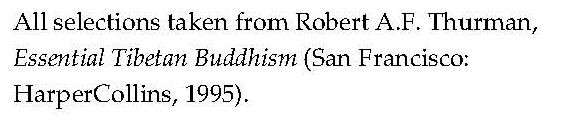 All selections taken from Robert A.F. Thurman,
Essential Tibetan Buddhism (San Francisco:
HarperCollins, 1995).